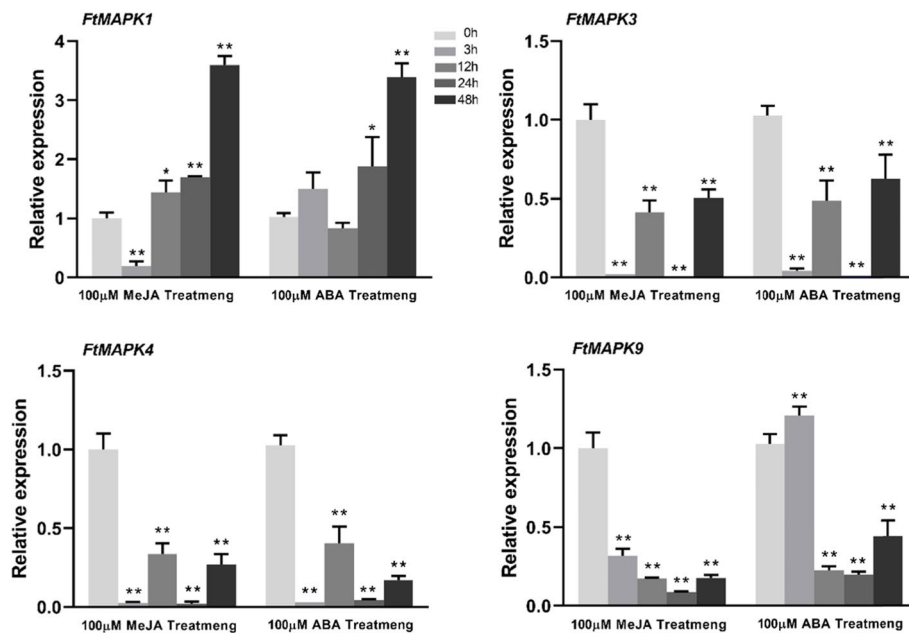 FtMAPK1
Relative expression
4
3
2
1
0
**
*
**
**
*
**
100μM MeJA Treatmeng
100μM ABA Treatmeng
0h
3h
12h
24h
48h
FtMAPK3
Relative expression
1.5
1.0
0.5
0.0
**
**
**
**
**
**
**
**
100μM MeJA Treatmeng
100μM ABA Treatmeng
FtMAPK4
Relative expression
1.5
1.0
0.5
0.0
**
**
**
**
**
**
**
**
100μM MeJA Treatmeng
100μM ABA Treatmeng
FtMAPK9
Relative expression
1.5
1.0
0.5
0.0
**
**
**
**
**
**
**
**
100μM MeJA Treatmeng
100μM ABA Treatmeng